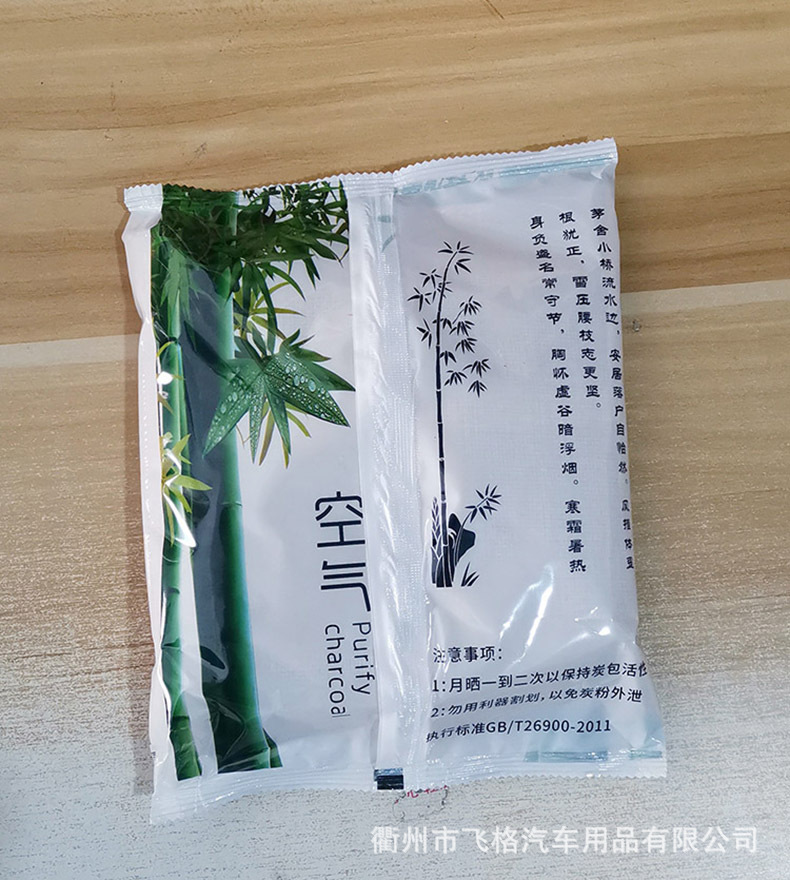 空气
Purify
charcoal
茅舍小桥流水边，安居落户自怡然。风摧体歪
根犹正，雪压腰枝志更坚。
身负盛名常守节，胸怀虚谷暗浮烟。寒霜暑热
注意事项：
1：月晒一到二次以保持炭包活性
2：勿用利器割划，以免炭粉外泄
执行标准GB/T26900-2011
衢州市飞格汽车用品有限公司